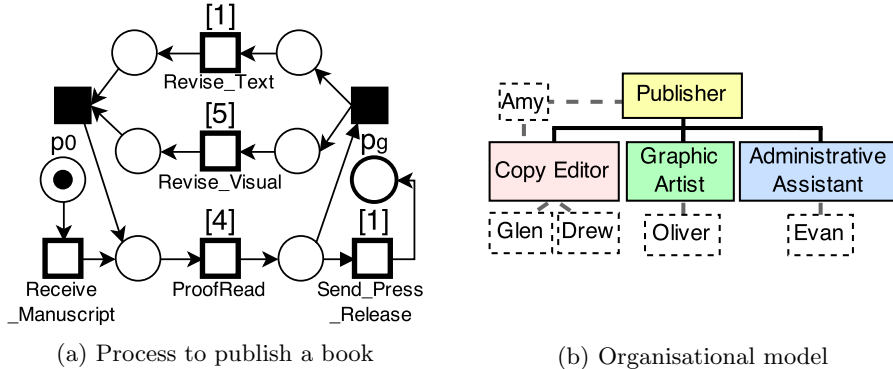 [1]
Revise_Text
[5]
Revise_Visual
p0
pg
[4]
[1]
Receive
_Manuscript
ProofRead
Send_Press
_Release
(a) Process to publish a book
Amy
Publisher
Copy Editor
Graphic
Artist
Administrative
Assistant
Glen
Drew
Oliver
Evan
(b) Organisational model